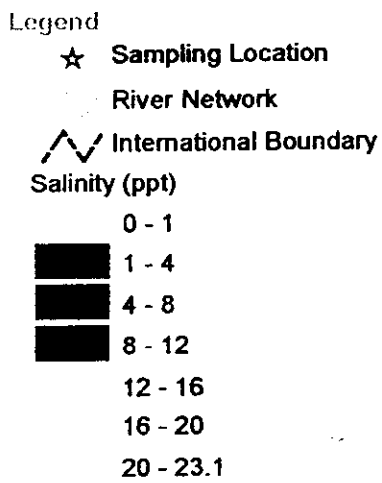 Legend
Sampling Location
River Network
International Boundary
Salinity (ppt)
0 - 1
1 - 4
4 - 8
8 - 12
12 - 16
16 - 20
20 - 23.1